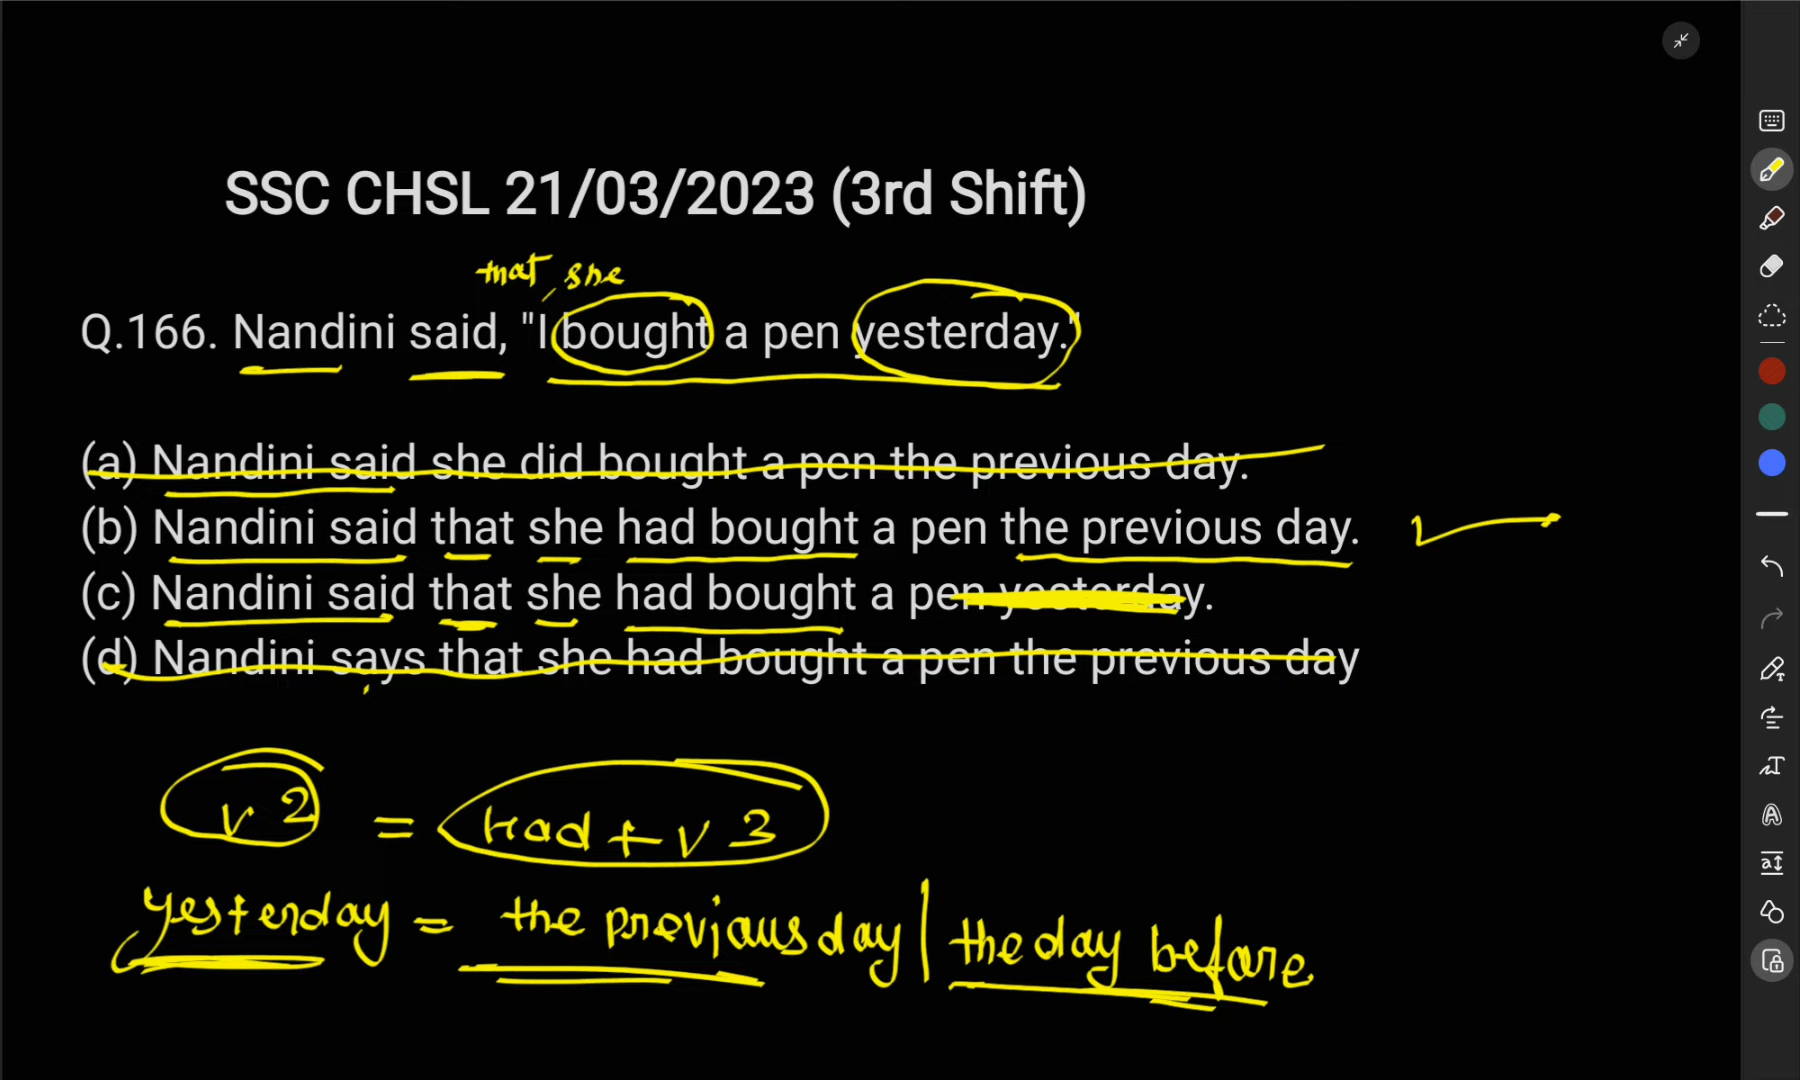 SSC CHSL 21/03/2023 (3rd Shift)
that, she
Q.166. Nandini said, "I bought a pen yesterday."
(a) Nandini said she did bought a pen the previous day.
(b) Nandini said that she had bought a pen the previous day.
(c) Nandini said that she had bought a pen yesterday.
(d) Nandini says that she had bought a pen the previous day
v2 = had + v3
yesterday = the previous day | the day before